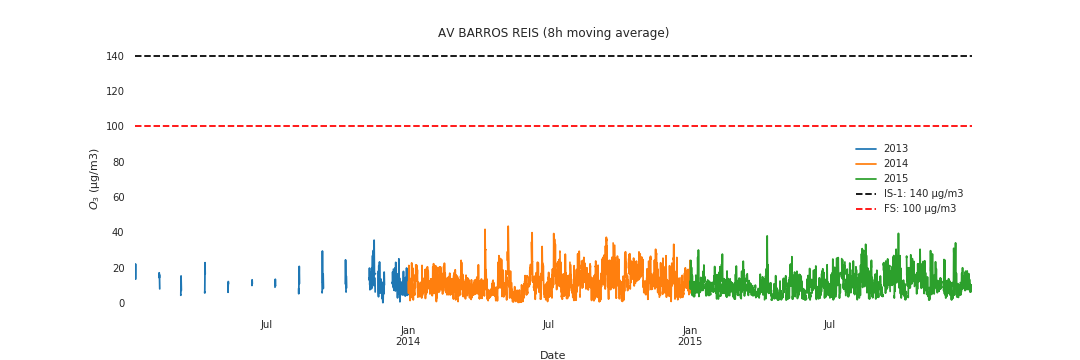 AV BARROS REIS (8h moving average)
140
120
100
80
60
40
20
0
O3 (µg/m3)
2013
2014
2015
IS-1: 140 µg/m3
FS: 100 µg/m3
Jul
Jan
2014
Jul
Jan
2015
Jul
Date